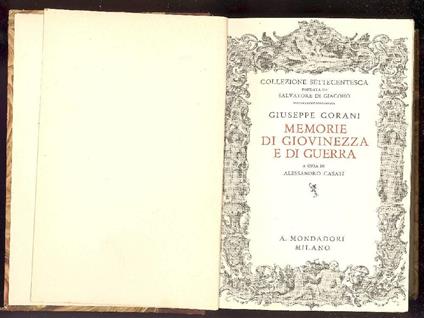 COLLEZIONE SETTECENTESCA
FONDATA DA
SALVATORE DI GIACOMO
GIUSEPPE GORANI
MEMORIE
DI GIOVINEZZA
E DI GUERRA
A CURA DI
ALESSANDRO CASATI
A. MONDADORI
MILANO